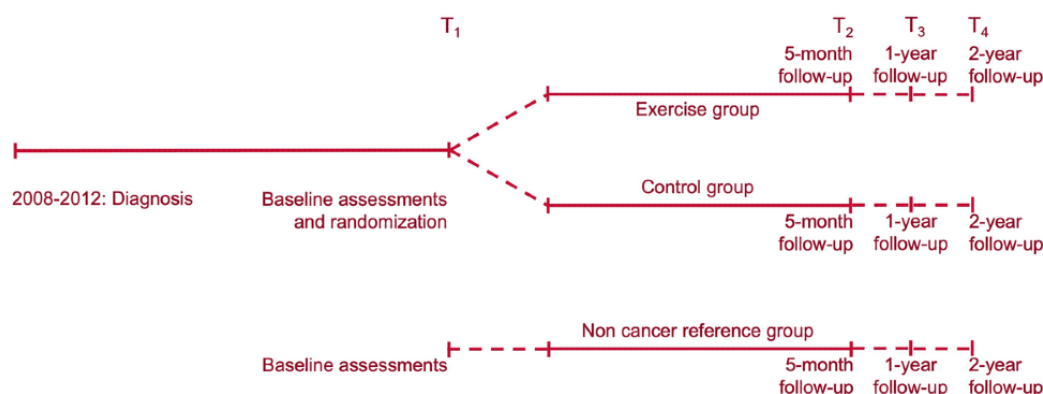 T1 T2 T3 T4
5-month 1-year 2-year
follow-up follow-up follow-up
Exercise group
2008-2012: Diagnosis
Baseline assessments
and randomization
Control group
5-month 1-year 2-year
follow-up follow-up follow-up
Non cancer reference group
Baseline assessments
5-month 1-year 2-year
follow-up follow-up follow-up